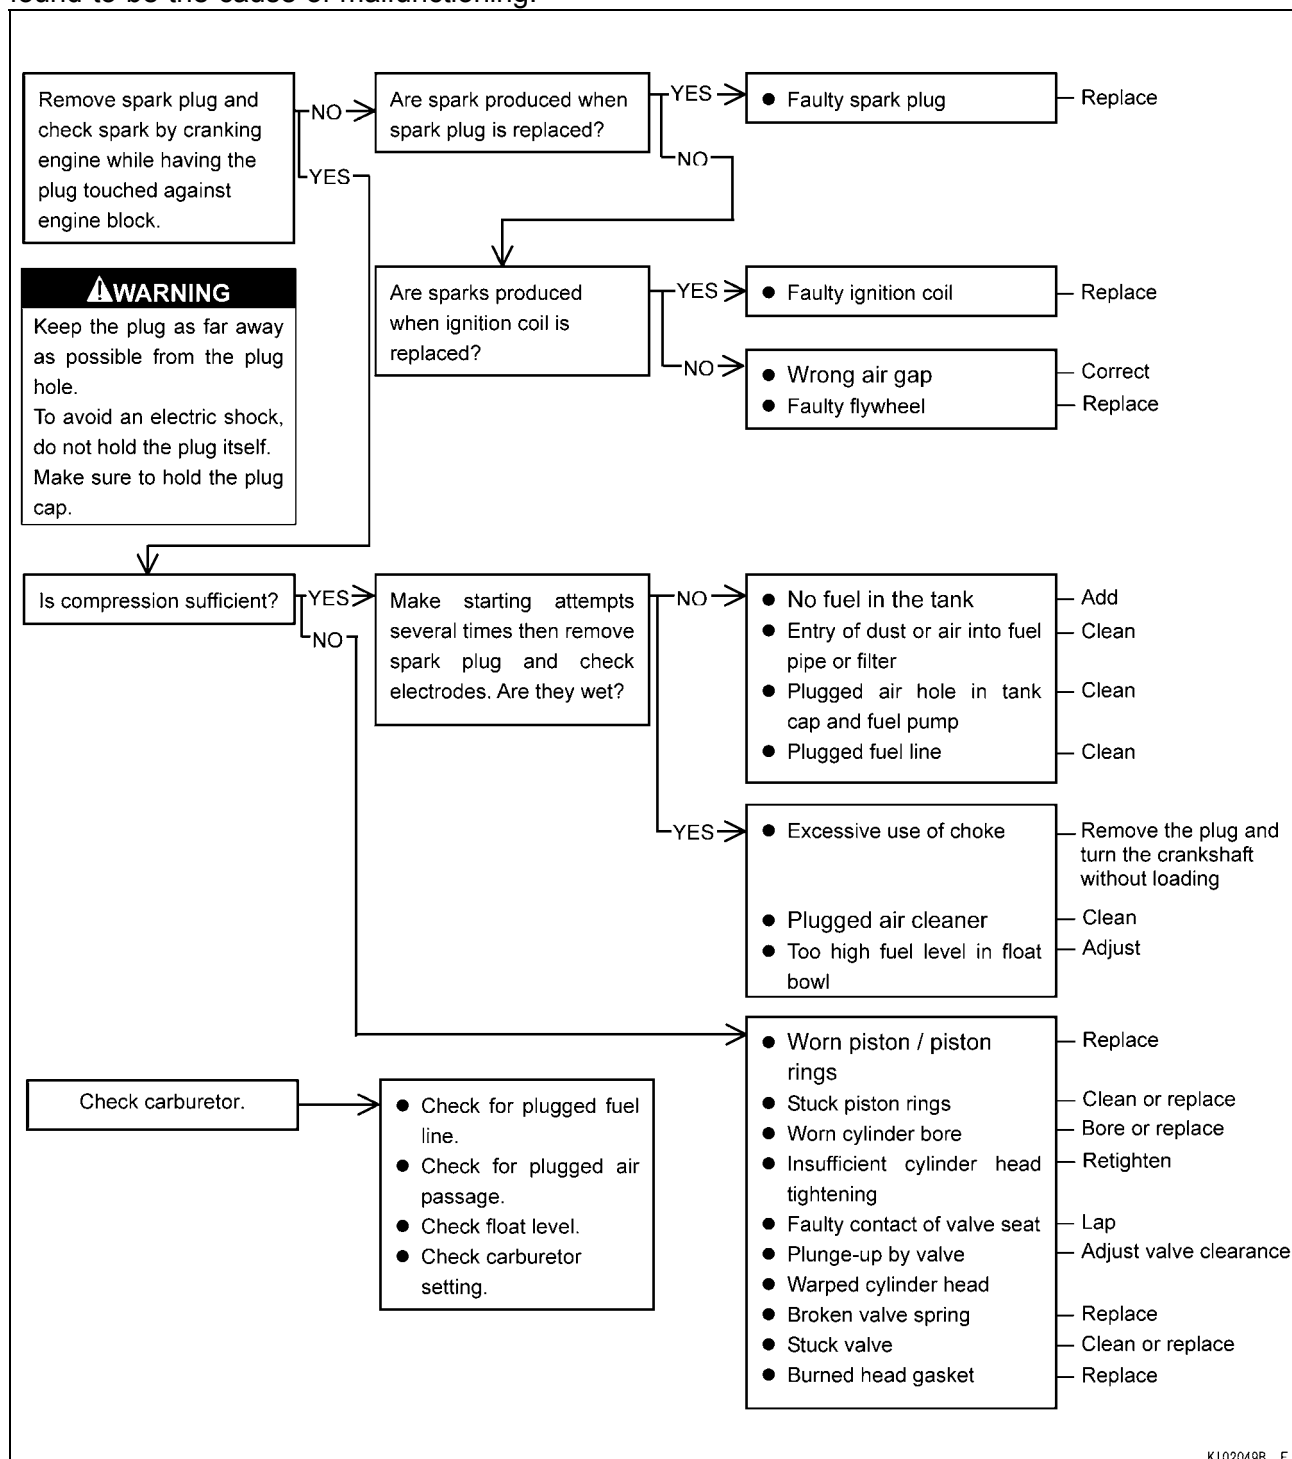 found to be the cause of malfunctioning.
Remove spark plug and
check spark by cranking
engine while having the
plug touched against
engine block.
NO
YES
Are spark produced when
spark plug is replaced?
YES
NO
● Faulty spark plug
Replace
WARNING
Keep the plug as far away
as possible from the plug
hole.
To avoid an electric shock,
do not hold the plug itself.
Make sure to hold the plug
cap.
Are sparks produced
when ignition coil is
replaced?
YES
NO
● Faulty ignition coil
Replace
● Wrong air gap
Correct
● Faulty flywheel
Replace
Is compression sufficient?
YES
NO
Make starting attempts
several times then remove
spark plug and check
electrodes. Are they wet?
NO
YES
● No fuel in the tank
Add
● Entry of dust or air into fuel
pipe or filter
Clean
● Plugged air hole in tank
cap and fuel pump
Clean
● Plugged fuel line
Clean
● Excessive use of choke
Remove the plug and
turn the crankshaft
without loading
● Plugged air cleaner
Clean
● Too high fuel level in float
bowl
Adjust
● Worn piston / piston
rings
Replace
● Stuck piston rings
Clean or replace
● Worn cylinder bore
Bore or replace
● Insufficient cylinder head
tightening
Retighten
● Faulty contact of valve seat
Lap
● Plunge-up by valve
Adjust valve clearance
● Warped cylinder head
● Broken valve spring
Replace
● Stuck valve
Clean or replace
● Burned head gasket
Replace
Check carburetor.
● Check for plugged fuel
line.
● Check for plugged air
passage.
● Check float level.
● Check carburetor
setting.